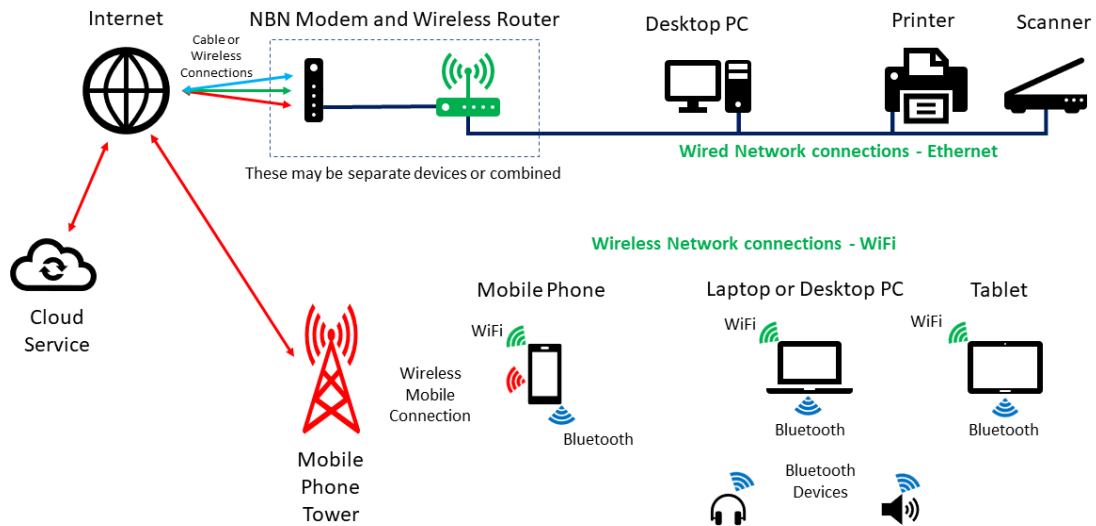 Internet
NBN Modem and Wireless Router
Desktop PC
Printer
Scanner
Cable or
Wireless
Connections
Wired Network connections - Ethernet
These may be separate devices or combined
Wireless Network connections - WiFi
Cloud
Service
Mobile Phone
Laptop or Desktop PC
Tablet
WiFi
WiFi
WiFi
Wireless
Mobile
Connection
Bluetooth
Bluetooth
Bluetooth
Mobile
Phone
Tower
Bluetooth
Devices